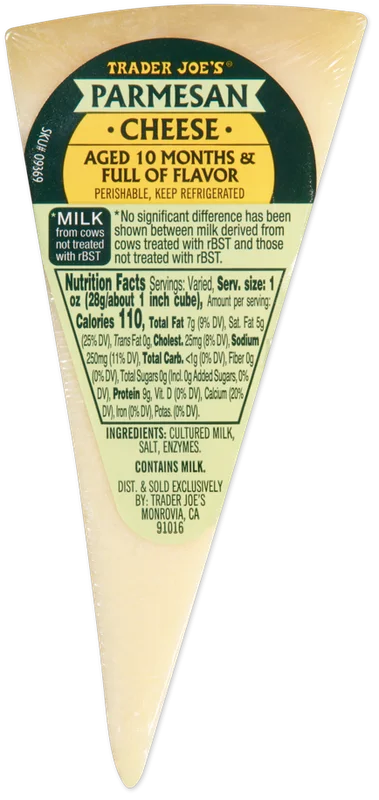 TRADER JOE'S®
PARMESAN
• CHEESE •
AGED 10 MONTHS &
FULL OF FLAVOR
PERISHABLE, KEEP REFRIGERATED
SKU# 09369
*MILK
from cows
not treated
with rBST
*No significant difference has been
shown between milk derived from
cows treated with rBST and those
not treated with rBST.
Nutrition Facts Servings: Varied, Serv. size: 1
oz (28g/about 1 inch cube), Amount per serving:
Calories 110, Total Fat 7g (9% DV), Sat. Fat 5g
(25% DV), Trans Fat 0g, Cholest. 25mg (8% DV), Sodium
250mg (11% DV), Total Carb. <1g (0% DV), Fiber 0g
(0% DV), Total Sugars 0g (Incl. 0g Added Sugars, 0%
DV), Protein 9g, Vit. D (0% DV), Calcium (20%
DV), Iron (0% DV), Potas. (0% DV).
INGREDIENTS: CULTURED MILK,
SALT, ENZYMES.
CONTAINS MILK.
DIST. & SOLD EXCLUSIVELY
BY: TRADER JOE'S
MONROVIA, CA
91016